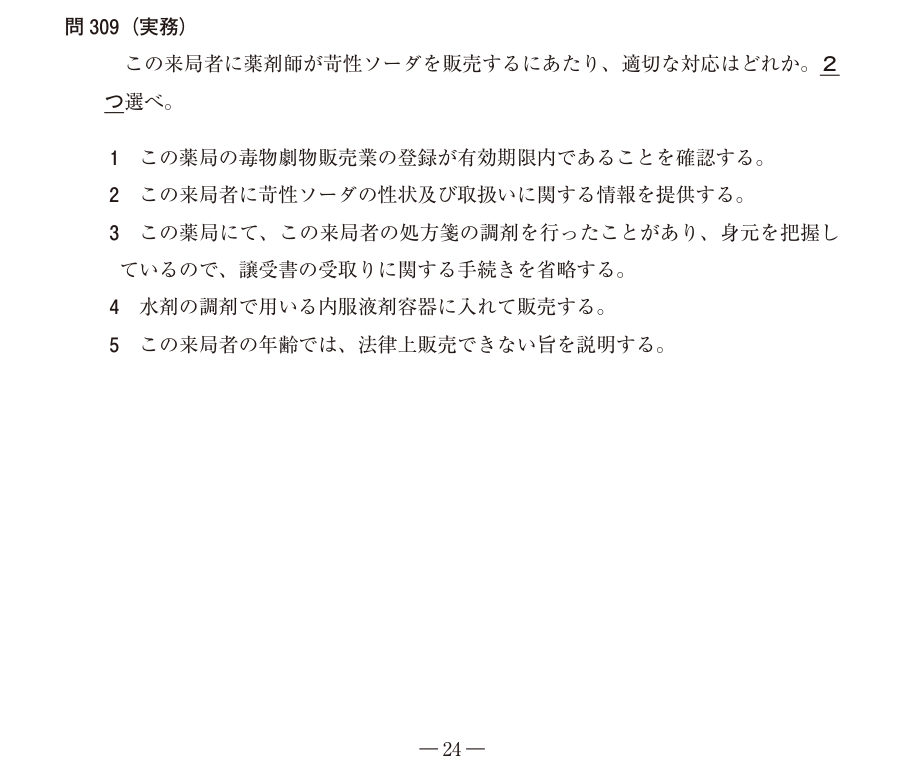 問 309（実務）
この来局者に薬剤師が苛性ソーダを販売するにあたり、適切な対応はどれか。2
つ選べ。
1　この薬局の毒物劇物販売業の登録が有効期限内であることを確認する。
2　この来局者に苛性ソーダの性状及び取扱いに関する情報を提供する。
3　この薬局にて、この来局者の処方箋の調剤を行ったことがあり、身元を把握し
ているので、譲受書の受取りに関する手続きを省略する。
4　水剤の調剤で用いる内服液剤容器に入れて販売する。
5　この来局者の年齢では、法律上販売できない旨を説明する。
— 24 —